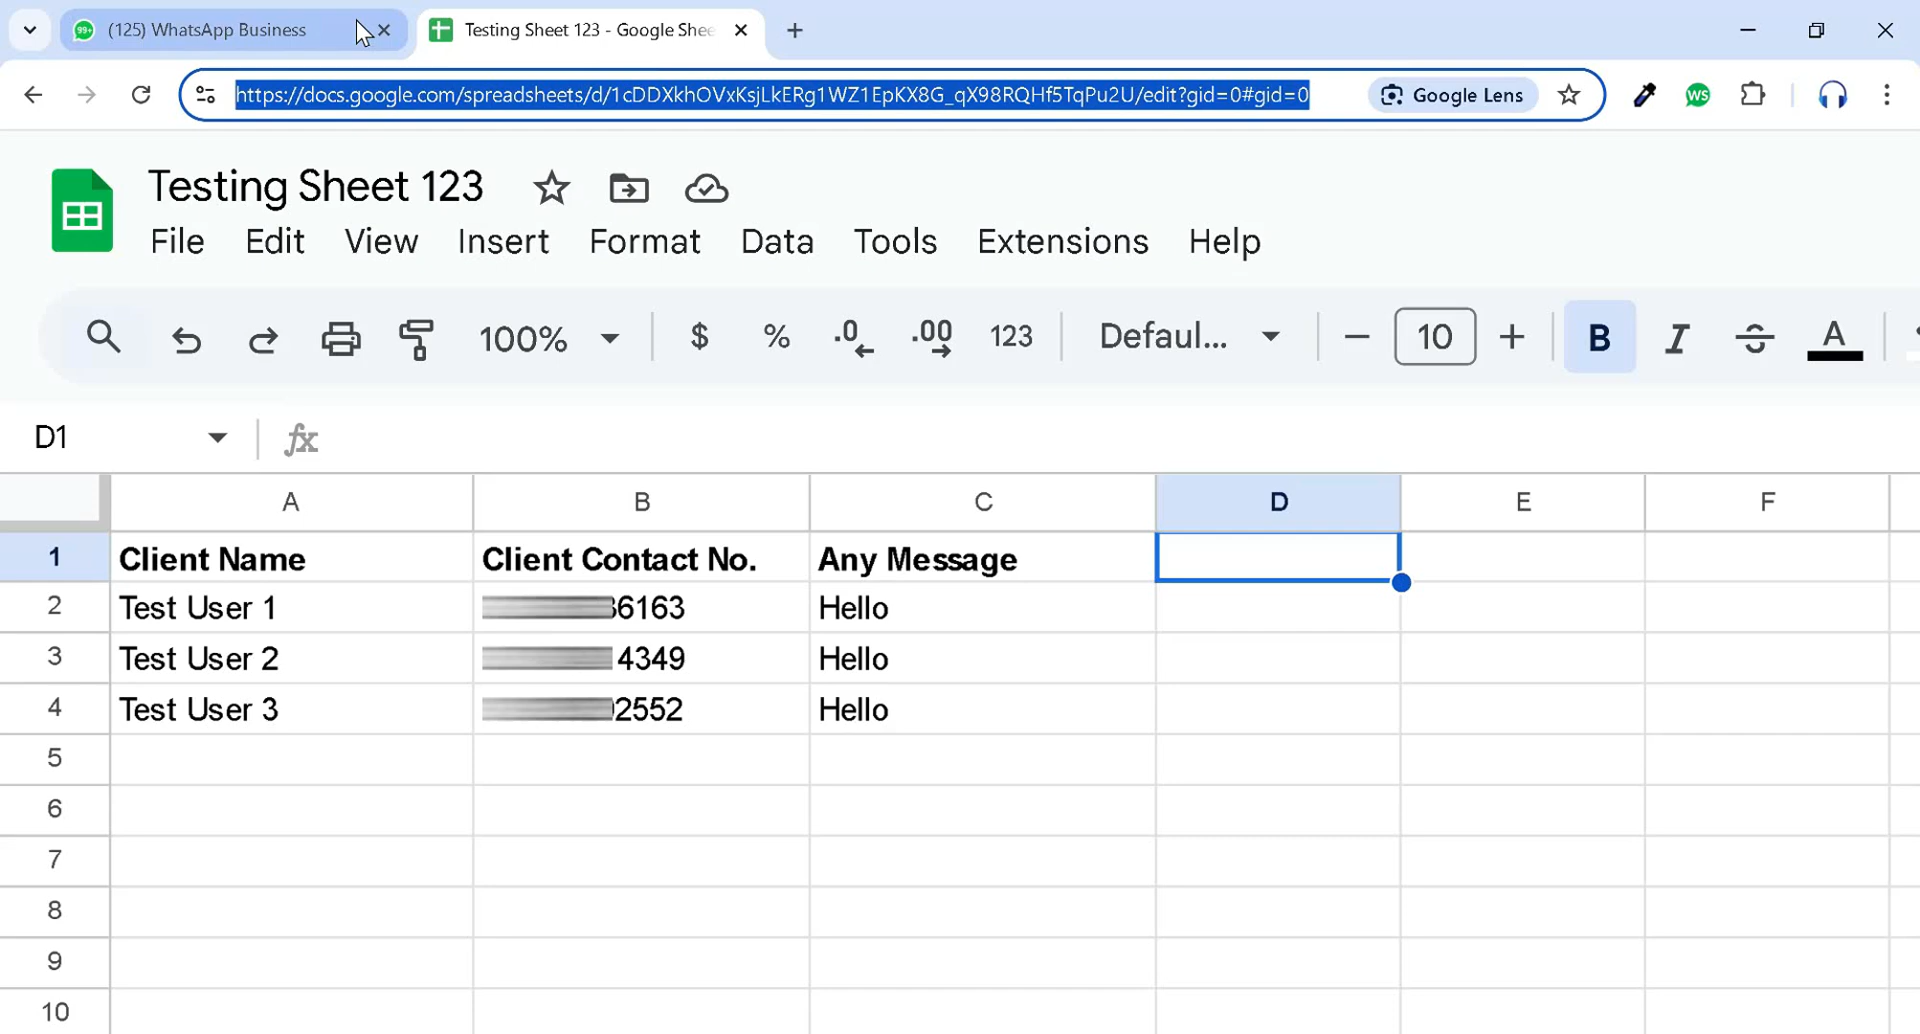 99+ (125) WhatsApp Business Testing Sheet 123 - Google Shee
https://docs.google.com/spreadsheets/d/1cDDXkhOVxKsjLkERg1WZ1EpKX8G_qX98RQHf5TqPu2U/edit?gid=0#gid=0 Google Lens WS
Testing Sheet 123
File Edit View Insert Format Data Tools Extensions Help
100% $ % .0 .00 123 Defaul... 10 B I S A
D1 fx
A B C D E F
1 Client Name Client Contact No. Any Message
2 Test User 1 6163 Hello
3 Test User 2 4349 Hello
4 Test User 3 2552 Hello
5
6
7
8
9
10